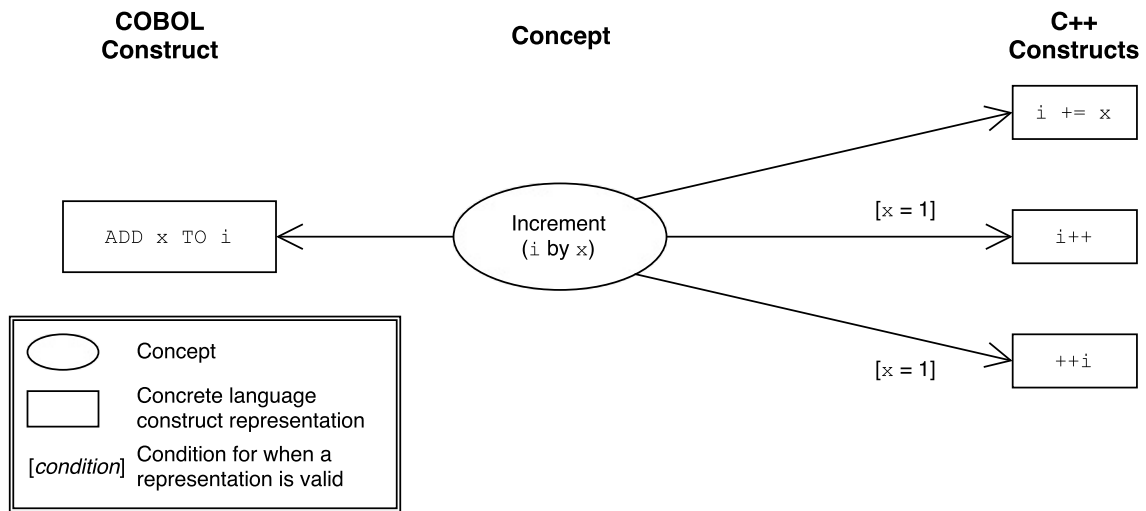 COBOL
Construct
Concept
C++
Constructs
i += x
[x = 1]
ADD x TO i
Increment
(i by x)
i++
[x = 1]
++i
Concept
Concrete language
construct representation
[condition]
Condition for when a
representation is valid